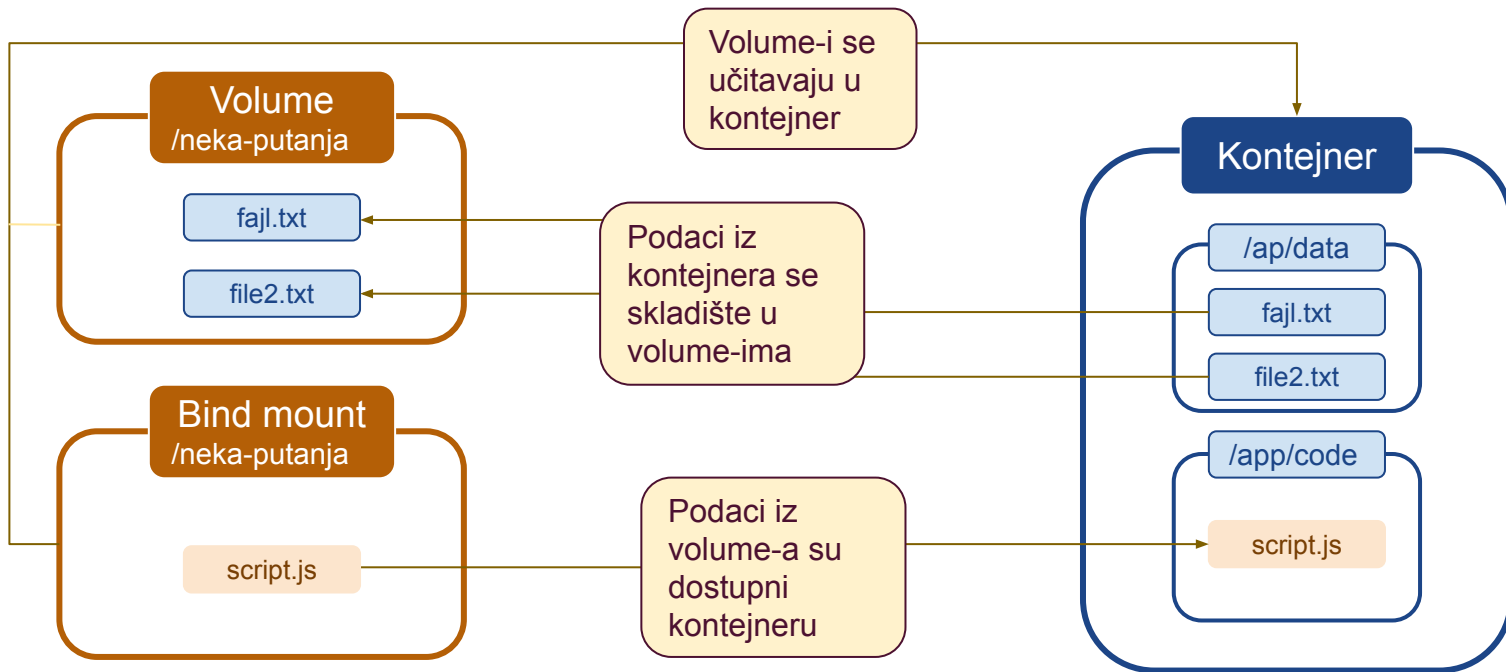 Volume-i se
učitavaju u
kontejner
Volume
/neka-putanja
fajl.txt
file2.txt
Podaci iz
kontejnera se
skladište u
volume-ima
Kontejner
/ap/data
fajl.txt
file2.txt
Bind mount
/neka-putanja
script.js
Podaci iz
volume-a su
dostupni
kontejneru
/app/code
script.js